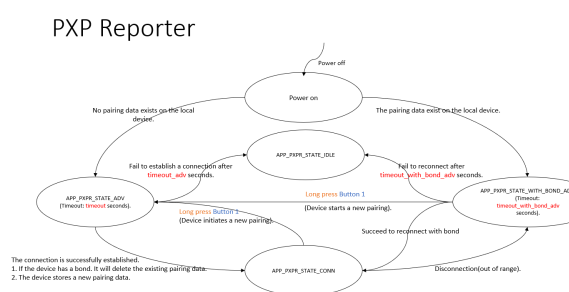 PXP Reporter
Power off
Power on
No pairing data exists on the local
device.
The pairing data exist on the local device.
APP_PXPR_STATE_IDLE
Fail to establish a connection after
timeout_adv seconds.
Fail to reconnect after
timeout_with_bond_adv seconds.
APP_PXPR_STATE_ADV
(Timeout: timeout seconds).
Long press Button 1
(Device starts a new pairing).
APP_PXPR_STATE_WITH_BOND_AD
(Timeout:
timeout_with_bond_adv
seconds).
Long press Button 1
(Device initiates a new pairing).
Succeed to reconnect with bond
The connection is successfully established.
1. If the device has a bond. It will delete the existing pairing data.
2. The device stores a new pairing data.
APP_PXPR_STATE_CONN
Disconnection(out of range).